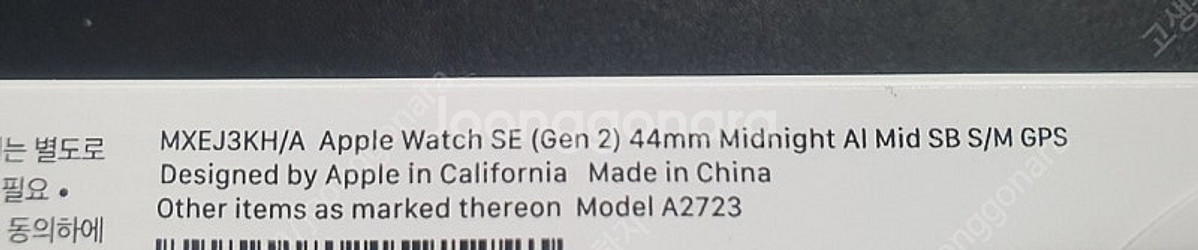 는 별도로
필요 •
동의하에
MXEJ3KH/A Apple Watch SE (Gen 2) 44mm Midnight Al Mid SB S/M GPS
Designed by Apple in California Made in China
Other items as marked thereon Model A2723
joonggonara